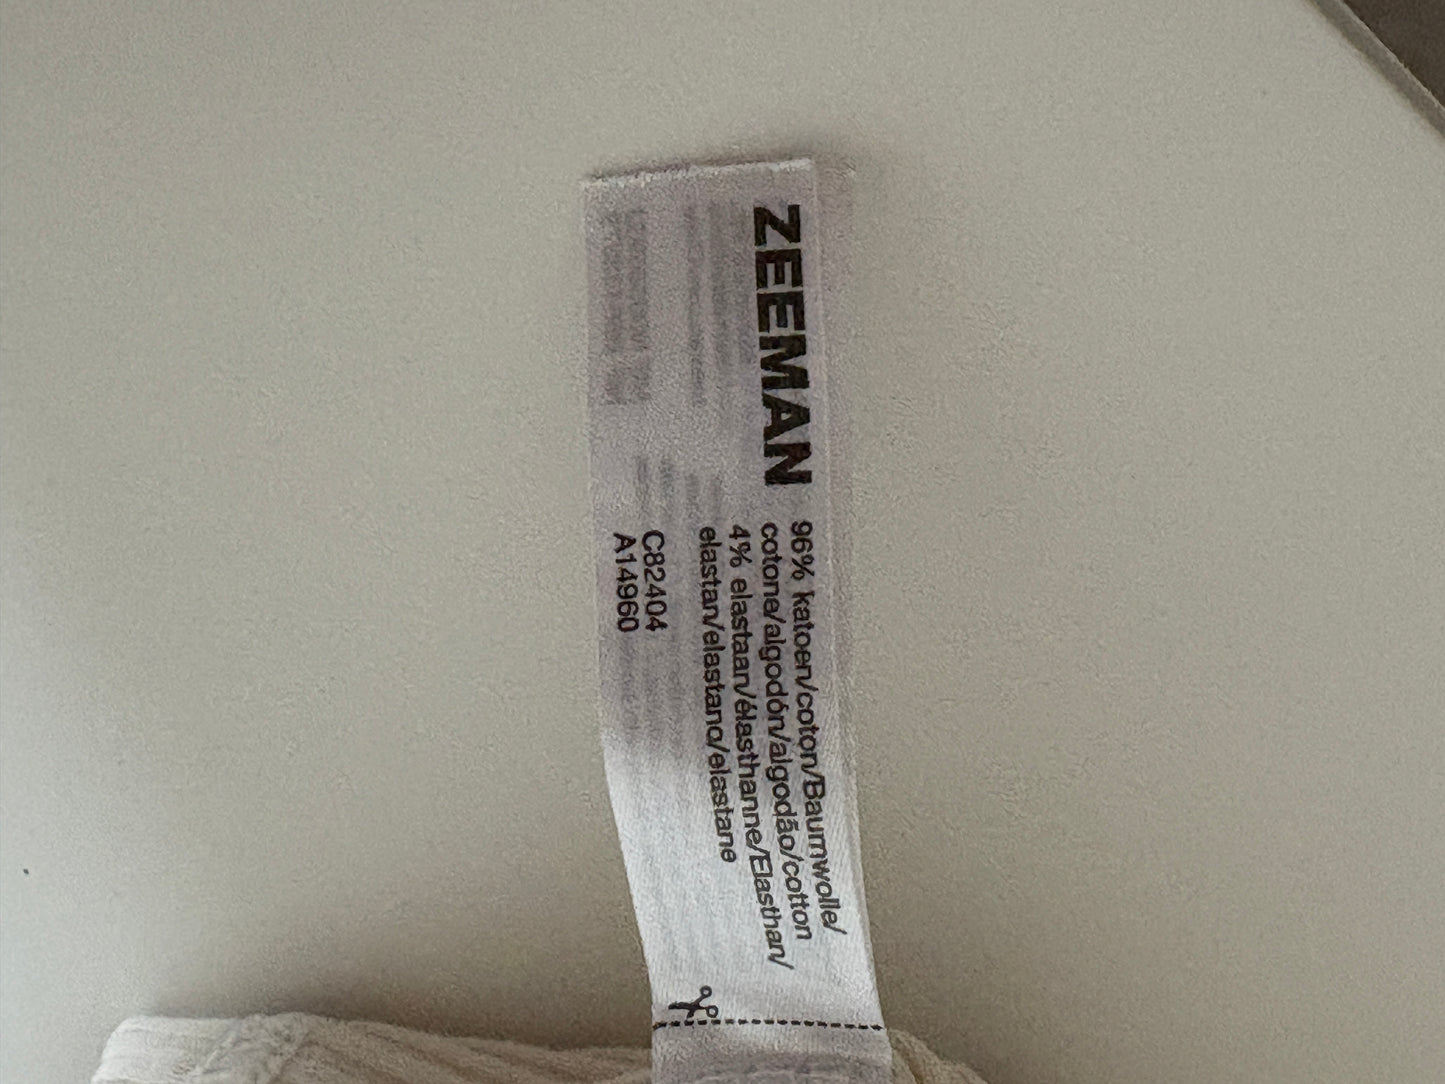 ZEEMAN
96% katoen/coton/Baumwolle/
cotone/algodón/algodão/cotton
4% elastaan/élasthanne/Elasthan/
elastan/elastano/elastane
C82404
A14960